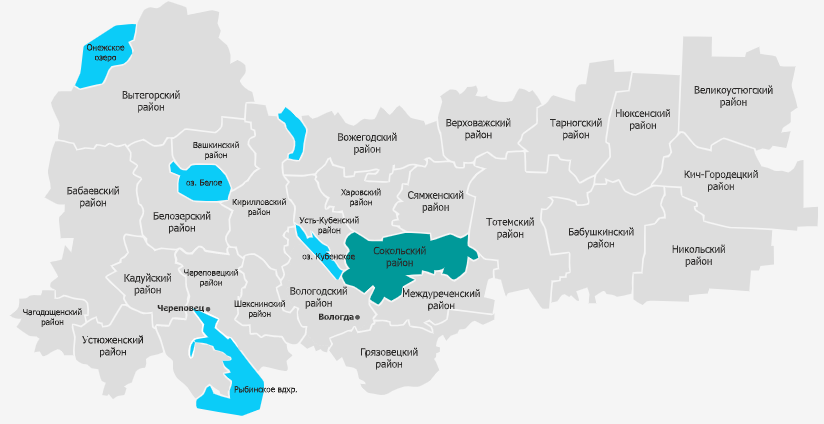 Онежское
озеро
Вытегорский
район
Вашкинский
район
Вожегодский
район
Верховажский
район
Тарногский
район
Нюксенский
район
Великоустюгский
район
Бабаевский
район
оз. Белое
Белозерский
район
Кирилловский
район
Харовский
район
Сямженский
район
Кич-Городецкий
район
Усть-Кубенский
район
Тотемский
район
Бабушкинский
район
Никольский
район
оз. Кубенское
Сокольский
район
Кадуйский
район
Череповецкий
район
Шекснинский
район
Вологодский
район
Междуреченский
район
Чагодощенский
район
Череповец
Вологда
Устюженский
район
Грязовецкий
район
Рыбинское вдхр.